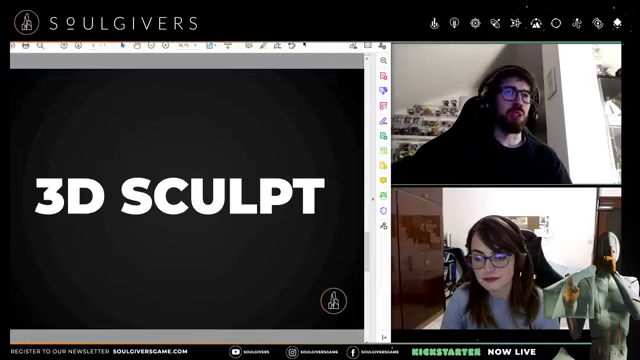 SOULGIVERS
3D SCULPT
REGISTER TO OUR NEWSLETTER SOULGIVERSGAME.COM
SOULGIVERS
SOULGIVERSGAME
SOULGIVERSGAME
KICKSTARTER NOW LIVE